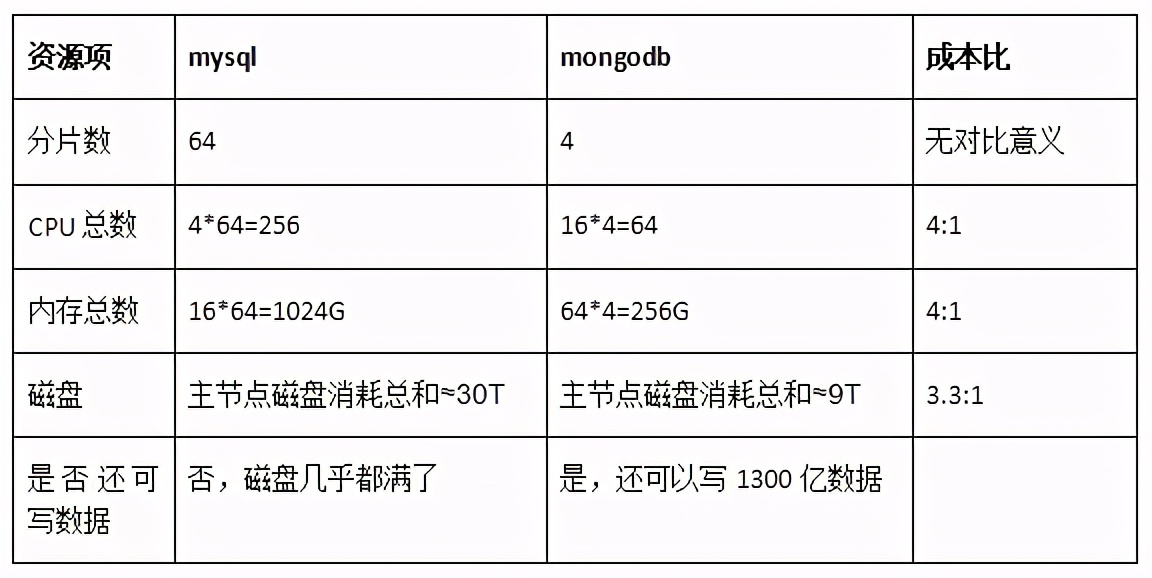 资源项 mysql mongodb 成本比
分片数 64 4 无对比意义
CPU 总数 4*64=256 16*4=64 4:1
内存总数 16*64=1024G 64*4=256G 4:1
磁盘 主节点磁盘消耗总和≈30T 主节点磁盘消耗总和≈9T 3.3:1
是否还可 否，磁盘几乎都满了 是，还可以写 1300 亿数据
写数据